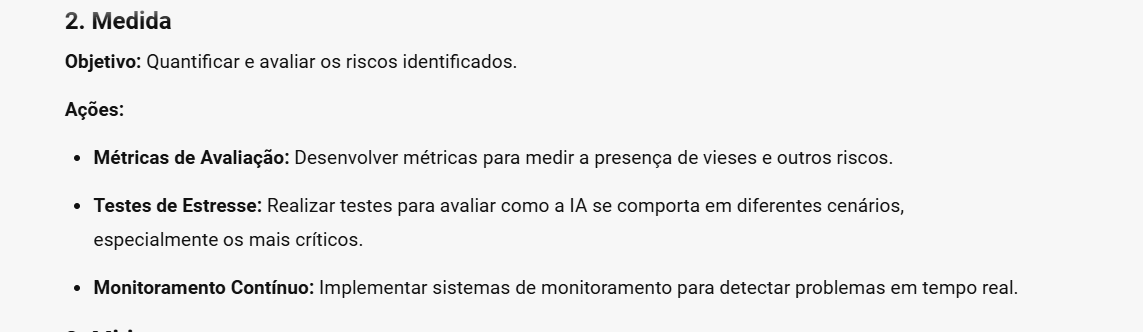 2. Medida
Objetivo: Quantificar e avaliar os riscos identificados.
Ações:
• Métricas de Avaliação: Desenvolver métricas para medir a presença de vieses e outros riscos.
• Testes de Estresse: Realizar testes para avaliar como a IA se comporta em diferentes cenários,
especialmente os mais críticos.
• Monitoramento Contínuo: Implementar sistemas de monitoramento para detectar problemas em tempo real.